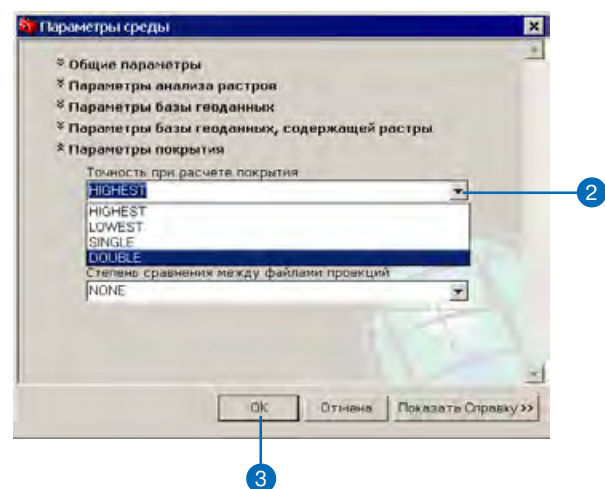 Параметры среды
Общие параметры
Параметры анализа растров
Параметры базы геоданных
Параметры базы геоданных, содержащей растры
Параметры покрытия
Точность при расчете покрытия
HIGHEST
2
HIGHEST
LOWEST
SINGLE
DOUBLE
Степень сравнения между файлами проекций
NONE
OK
Отмена
Показать Справку >>
3